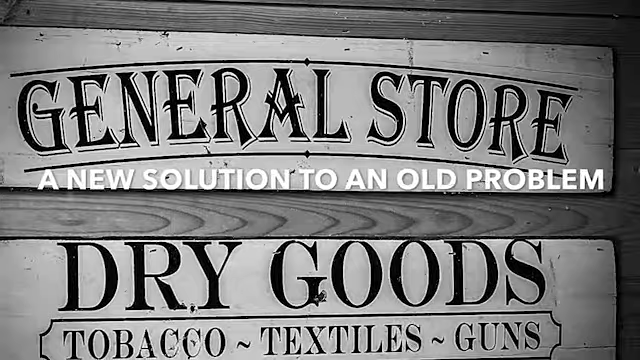 GENERAL STORE
A NEW SOLUTION TO AN OLD PROBLEM
DRY GOODS
TOBACCO ~ TEXTILES ~ GUNS